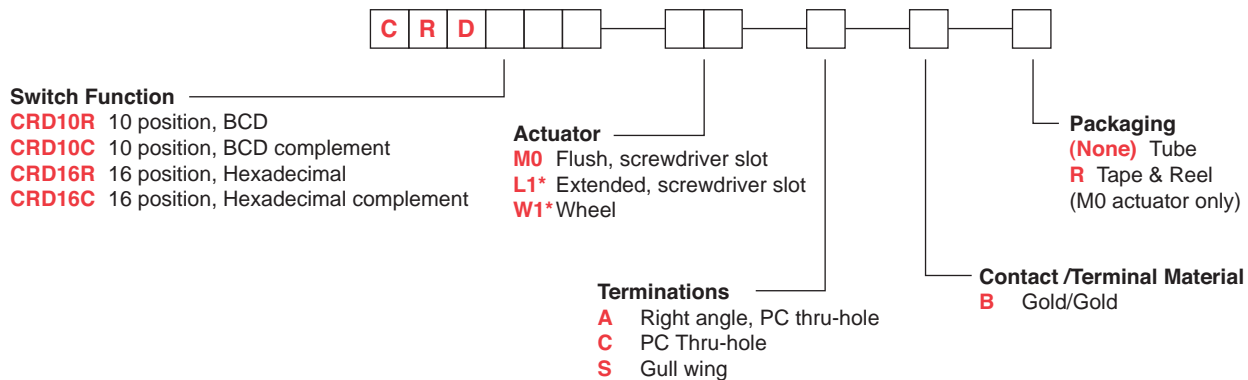 C R D
Switch Function
CRD10R 10 position, BCD
CRD10C 10 position, BCD complement
CRD16R 16 position, Hexadecimal
CRD16C 16 position, Hexadecimal complement
Actuator
M0 Flush, screwdriver slot
L1* Extended, screwdriver slot
W1* Wheel
Packaging
(None) Tube
R Tape & Reel
(M0 actuator only)
Terminations
A Right angle, PC thru-hole
C PC Thru-hole
S Gull wing
Contact /Terminal Material
B Gold/Gold